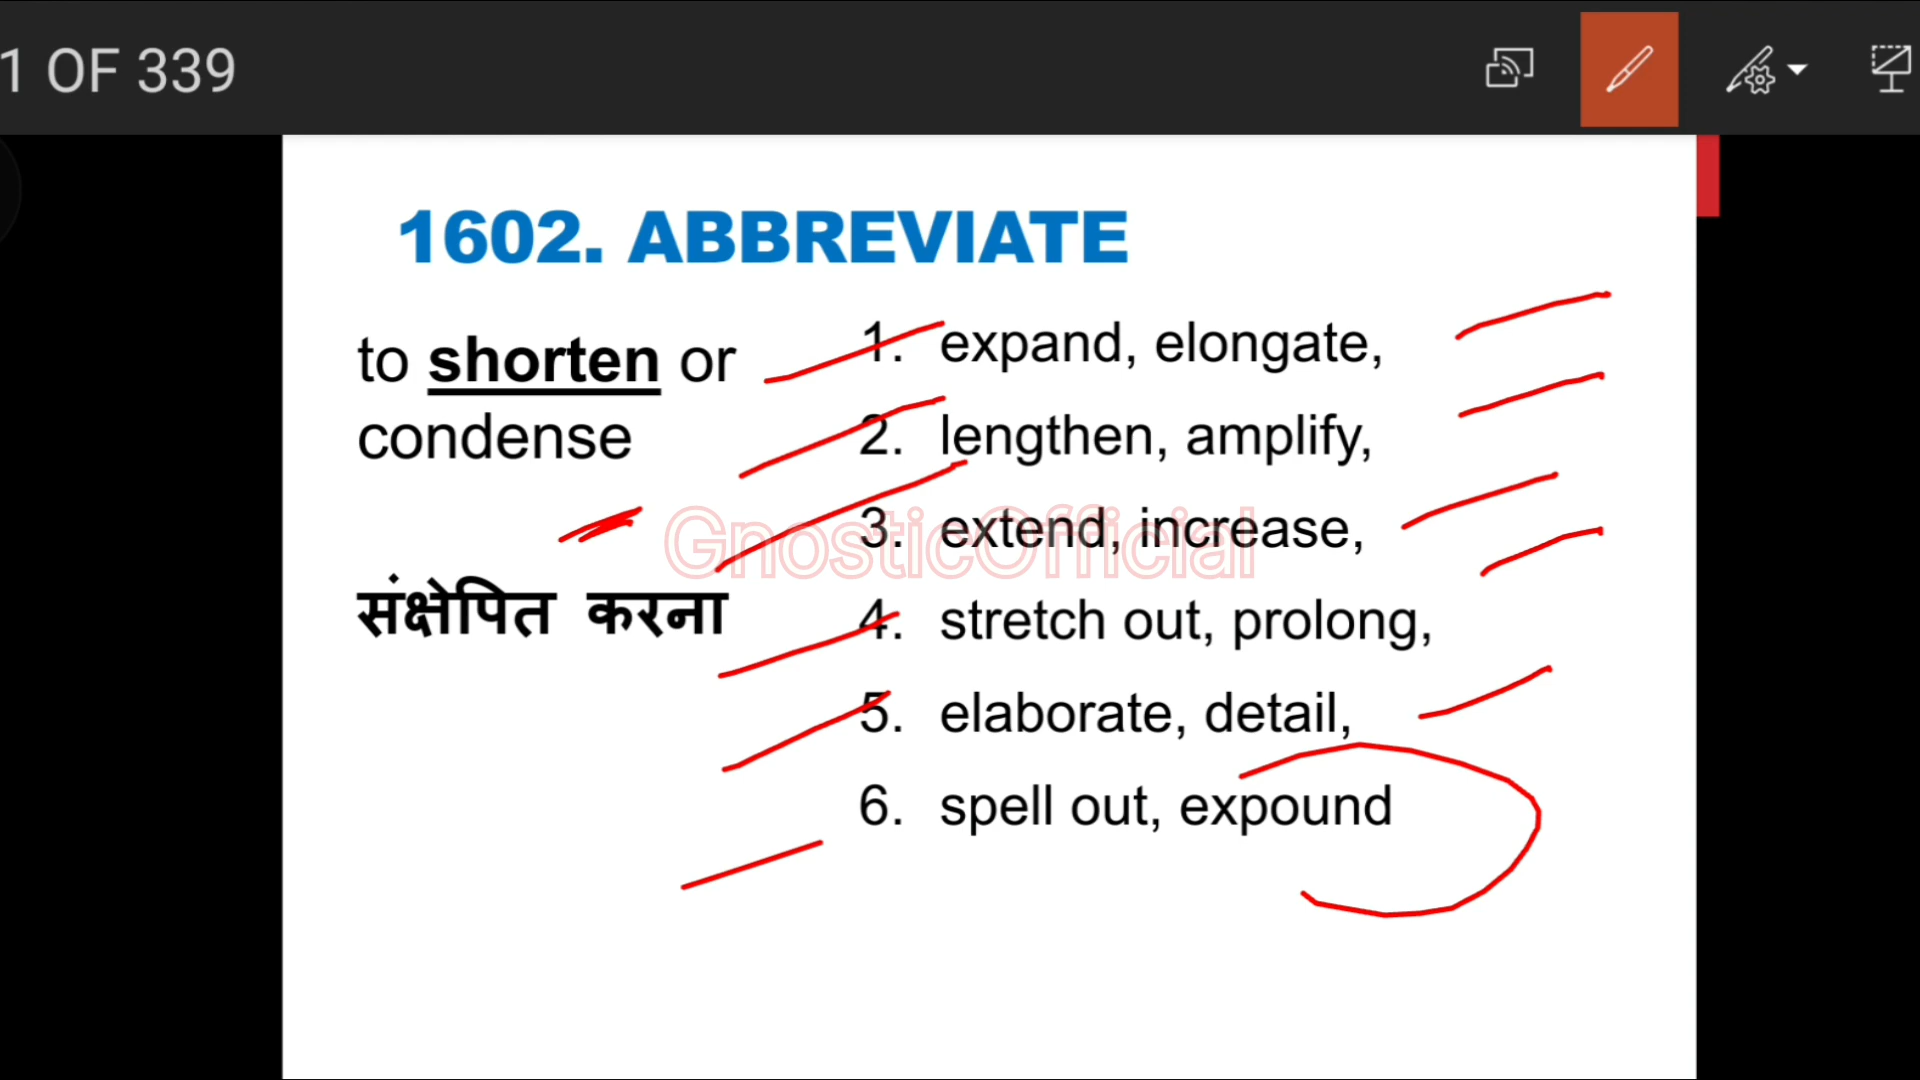 1 OF 339
1602. ABBREVIATE
to shorten or
condense
संक्षेपित करना
1. expand, elongate,
2. lengthen, amplify,
3. extend, increase,
4. stretch out, prolong,
5. elaborate, detail,
6. spell out, expound
GnosticOfficial